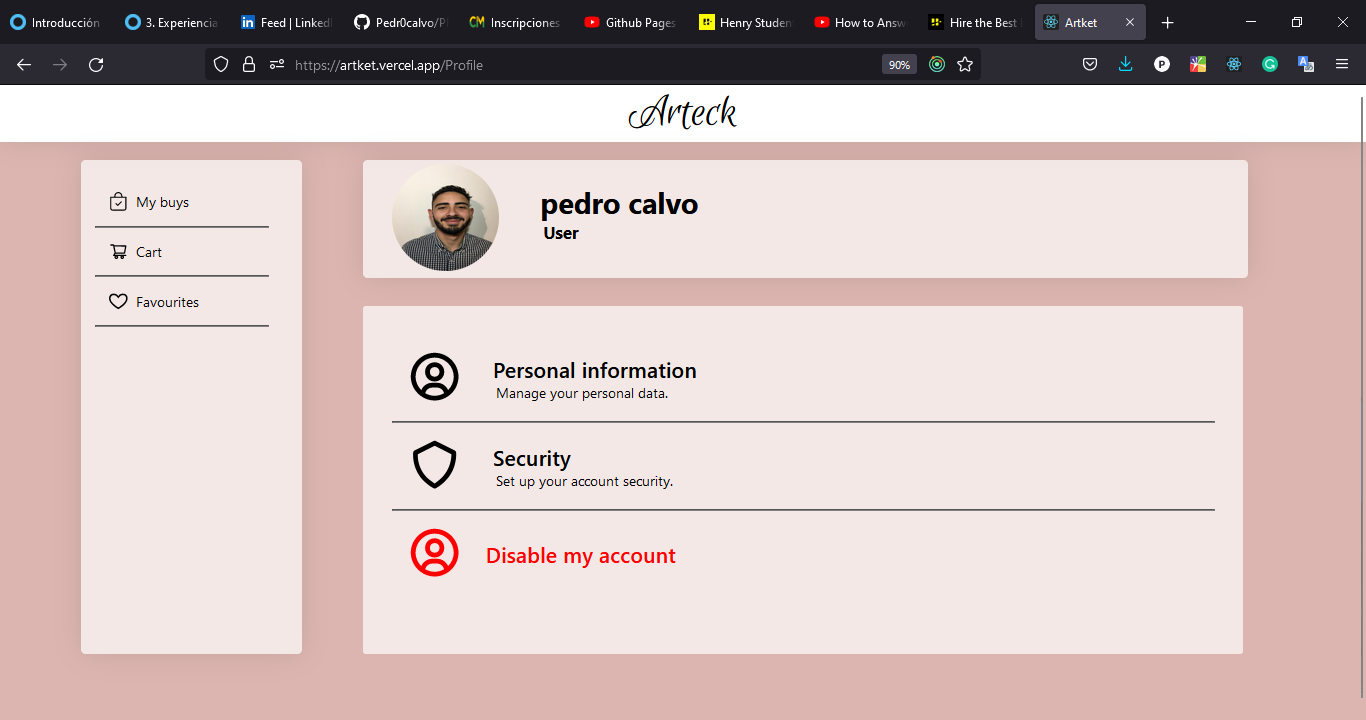 Introducción
3. Experiencia
Feed | LinkedI
Pedr0calvo/PI
Inscripciones
Github Pages
Henry Studen
How to Answ
Hire the Best
Artket
https://artket.vercel.app/Profile
90%
Arteck
My buys
Cart
Favourites
pedro calvo
User
Personal information
Manage your personal data.
Security
Set up your account security.
Disable my account